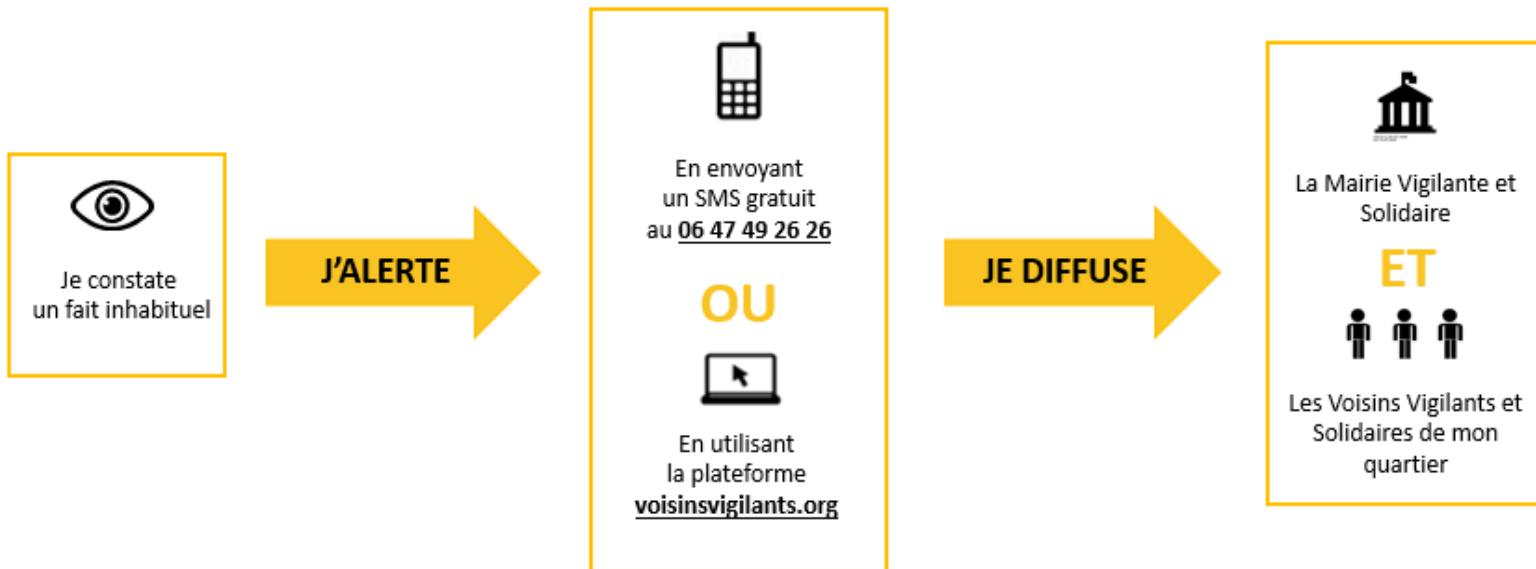 Je constate
un fait inhabituel
J’ALERTE
En envoyant
un SMS gratuit
au 06 47 49 26 26
OU
En utilisant
la plateforme
voisinsvigilants.org
JE DIFFUSE
La Mairie Vigilante et
Solidaire
ET
Les Voisins Vigilants et
Solidaires de mon
quartier